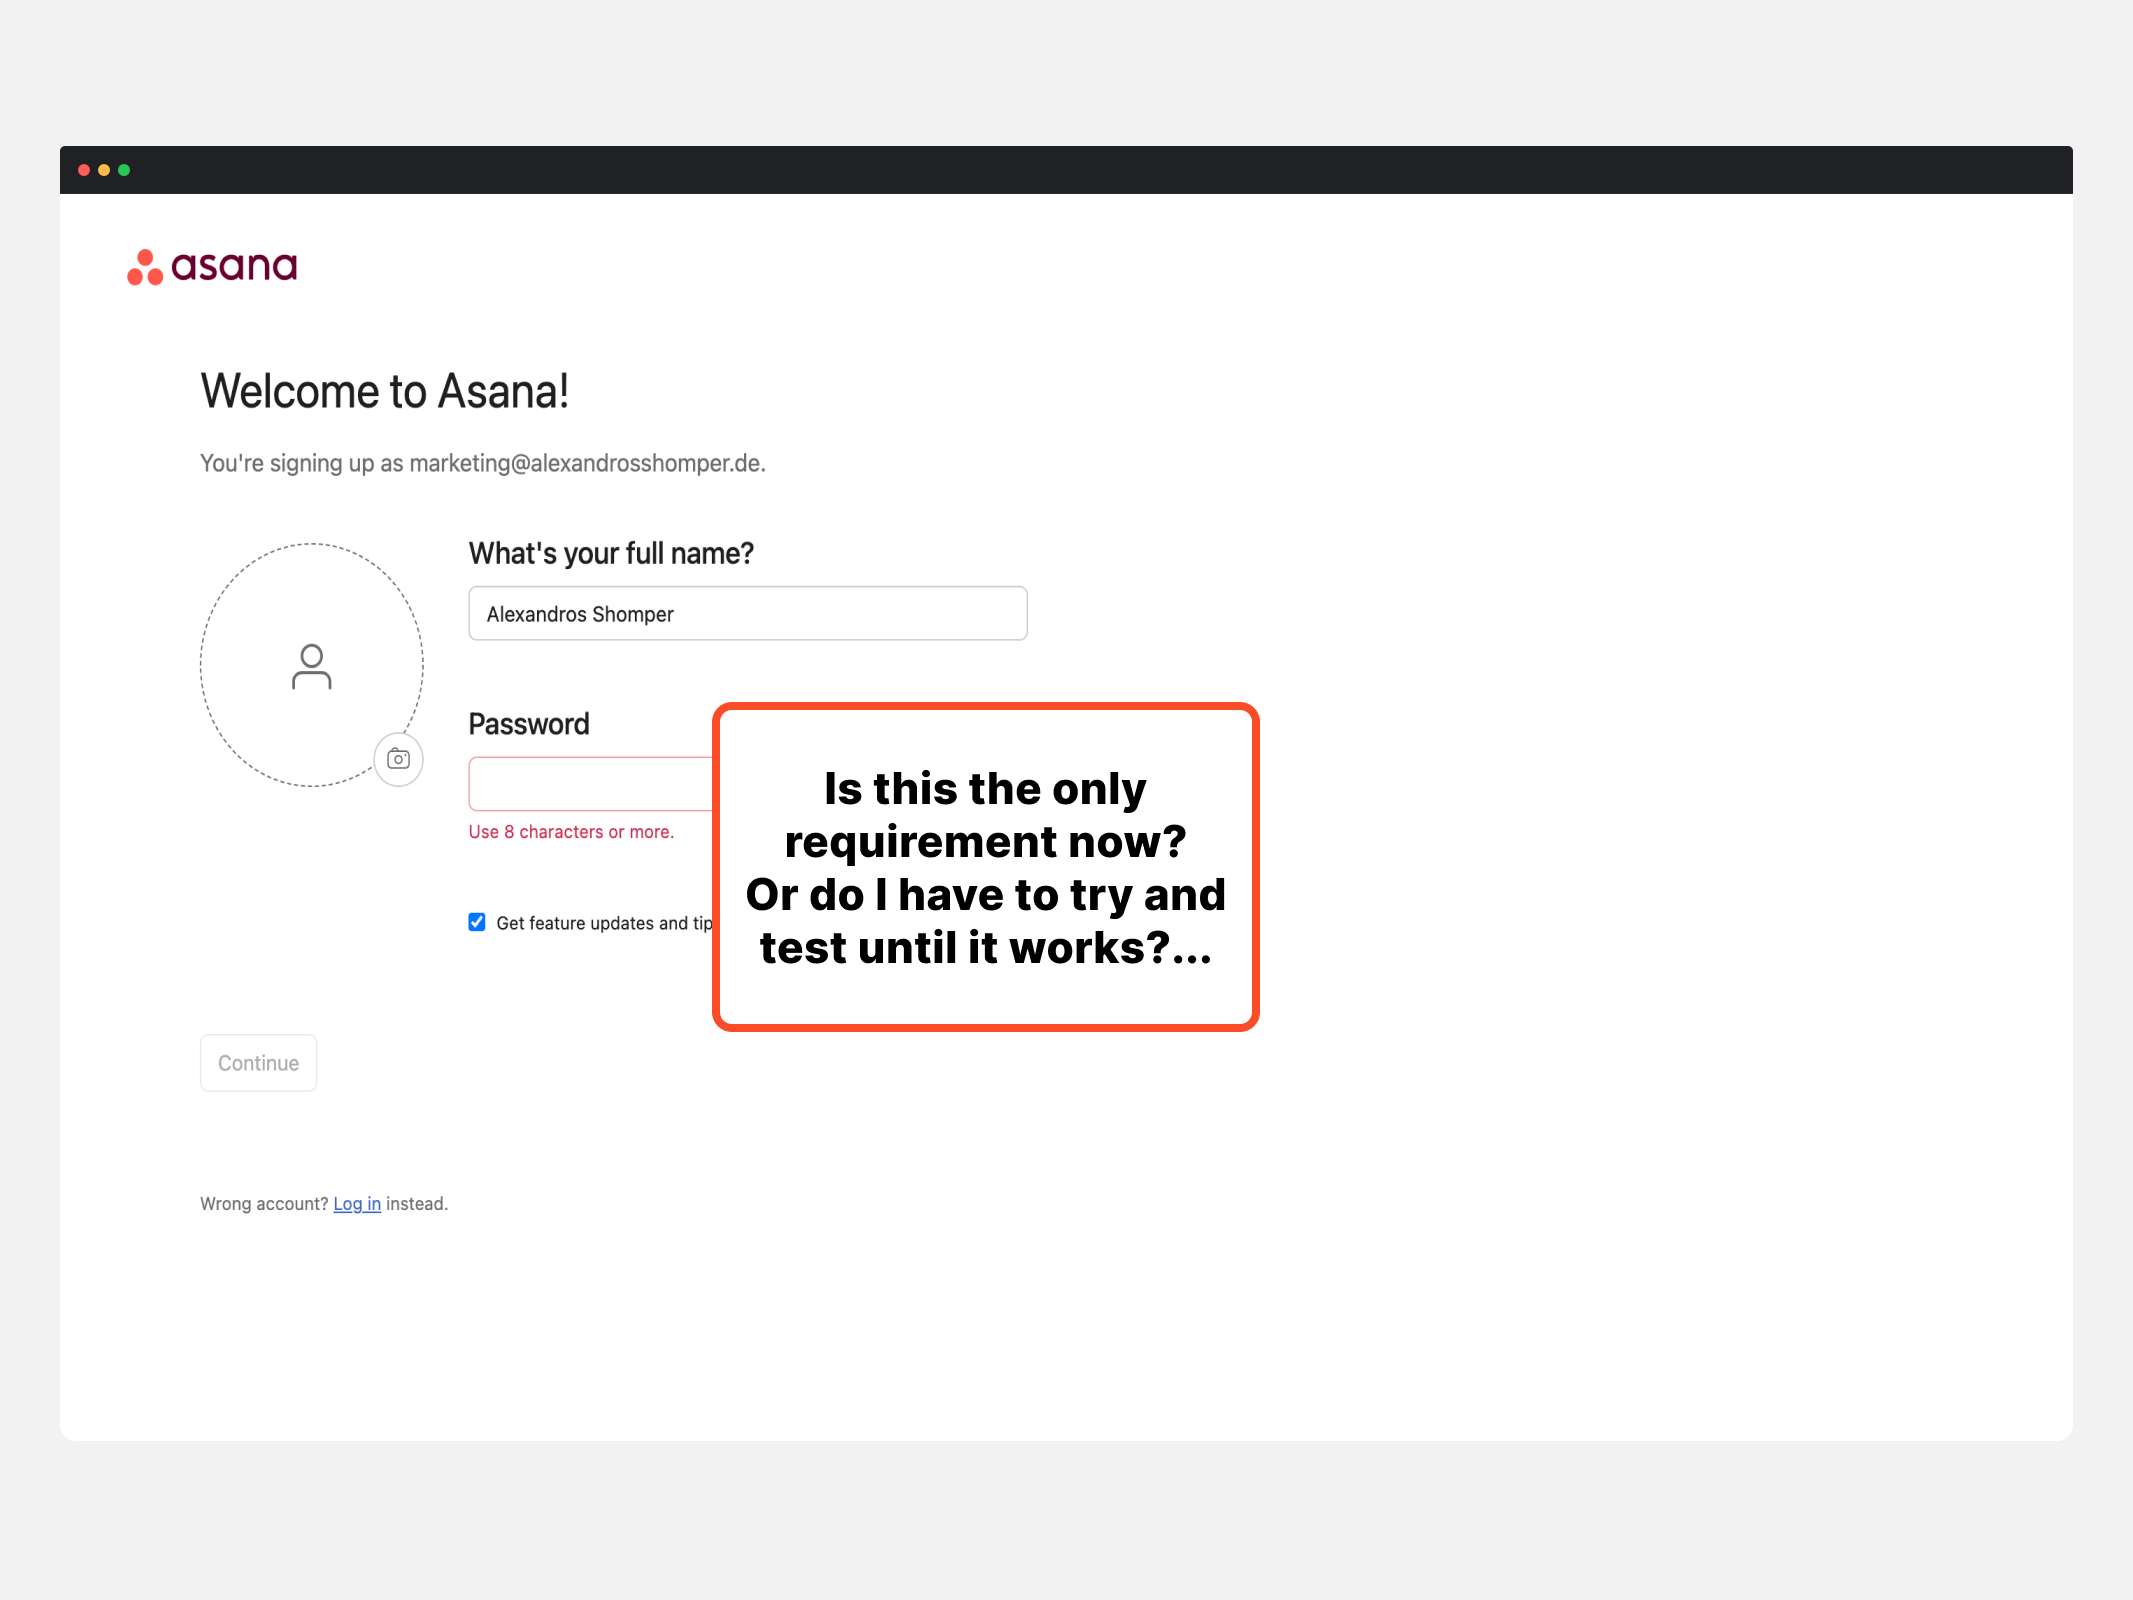 asana
Welcome to Asana!
You're signing up as marketing@alexandrosshomper.de.
What's your full name?
Alexandros Shomper
Password
Use 8 characters or more.
Get feature updates and tip
Is this the only
requirement now?
Or do I have to try and
test until it works?...
Continue
Wrong account? Log in instead.